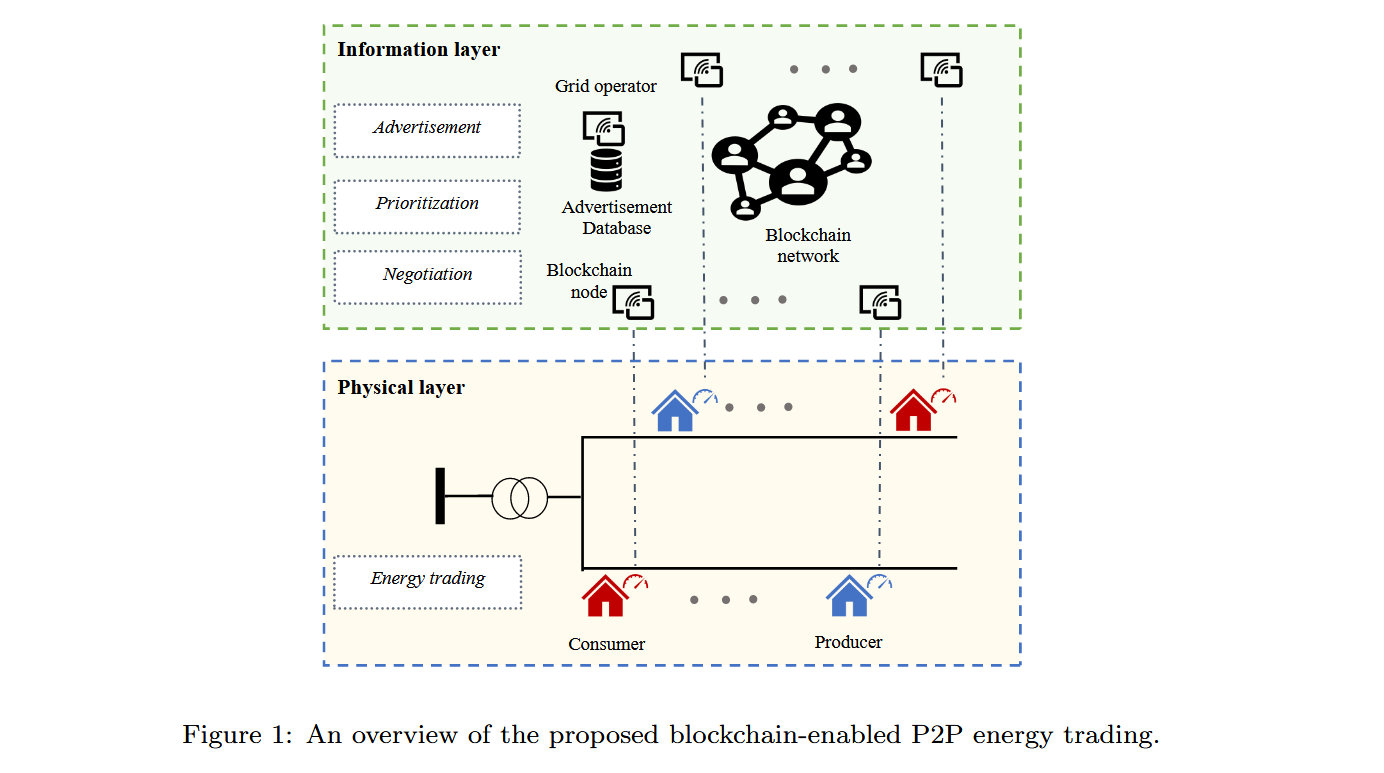 Information layer
Grid operator
Advertisement
Prioritization
Advertisement
Database
Blockchain
network
Negotiation
Blockchain
node
Physical layer
Energy trading
Consumer
Producer
Figure 1: An overview of the proposed blockchain-enabled P2P energy trading.